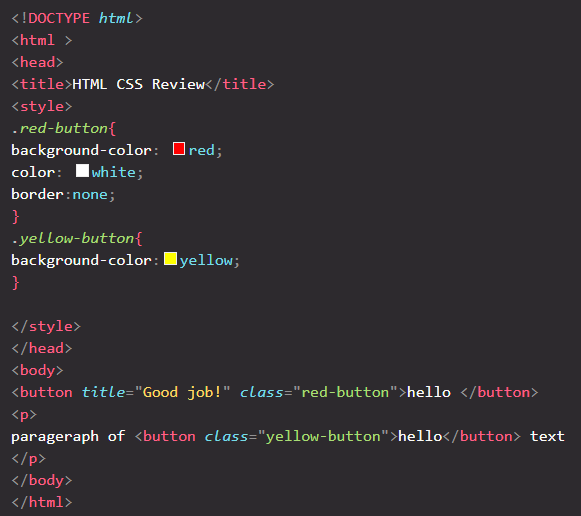 <!DOCTYPE html>
<html >
<head>
<title>HTML CSS Review</title>
<style>
.red-button{
background-color: red;
color: white;
border:none;
}
.yellow-button{
background-color:yellow;
}
</style>
</head>
<body>
<button title="Good job!" class="red-button">hello </button>
<p>
parageraph of <button class="yellow-button">hello</button> text
</p>
</body>
</html>